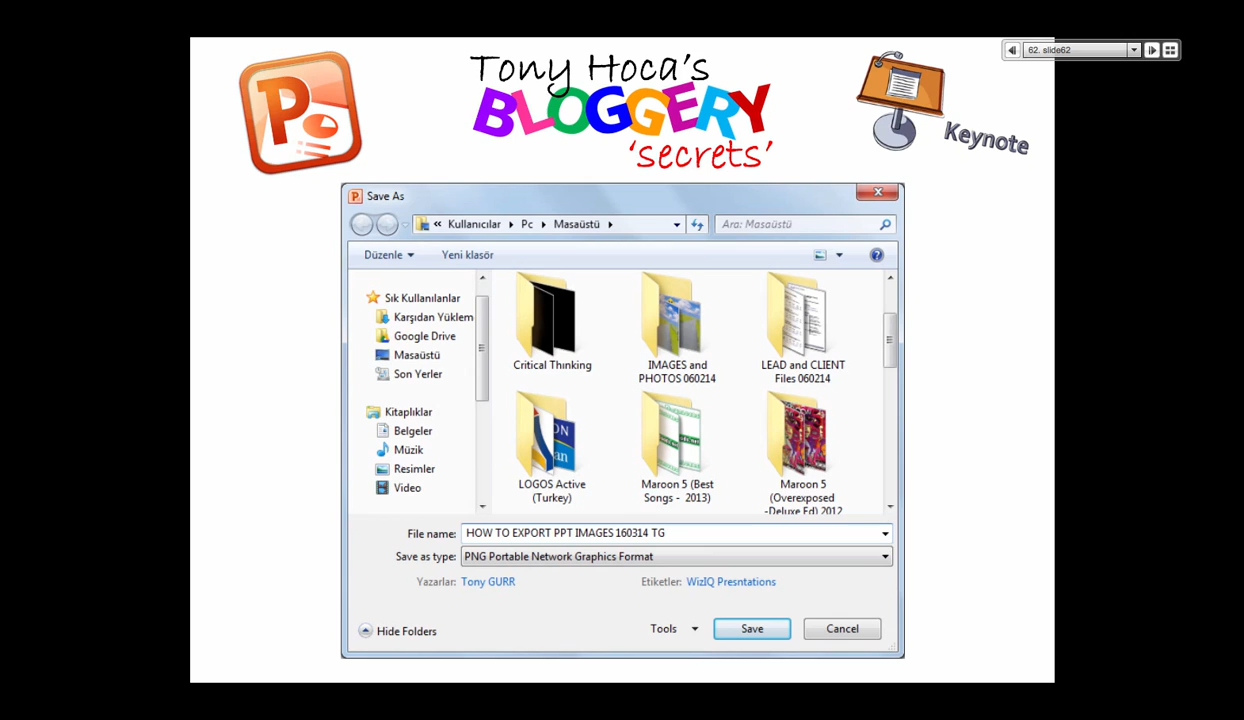 62. slide62
Tony Hoca's
BLOGGERY
'secrets'
Keynote
Save As
« Kullanıcılar ▸ Pc ▸ Masaüstü ▸
Ara: Masaüstü
Düzenle
Yeni klasör
Sık Kullanılanlar
Karşıdan Yüklem
Google Drive
Masaüstü
Son Yerler
Kitaplıklar
Belgeler
Müzik
Resimler
Video
Critical Thınking
IMAGES and
PHOTOS 060214
LEAD and CLIENT
Files 060214
LOGOS Active
(Turkey)
Maroon 5 (Best
Songs - 2013)
Maroon 5
(Overexposed
-Deluxe Ed) 2012
File name: HOW TO EXPORT PPT IMAGES 160314 TG
Save as type: PNG Portable Network Graphics Format
Yazarlar: Tony GURR
Etiketler: WizIQ Presntations
Hide Folders
Tools
Save
Cancel